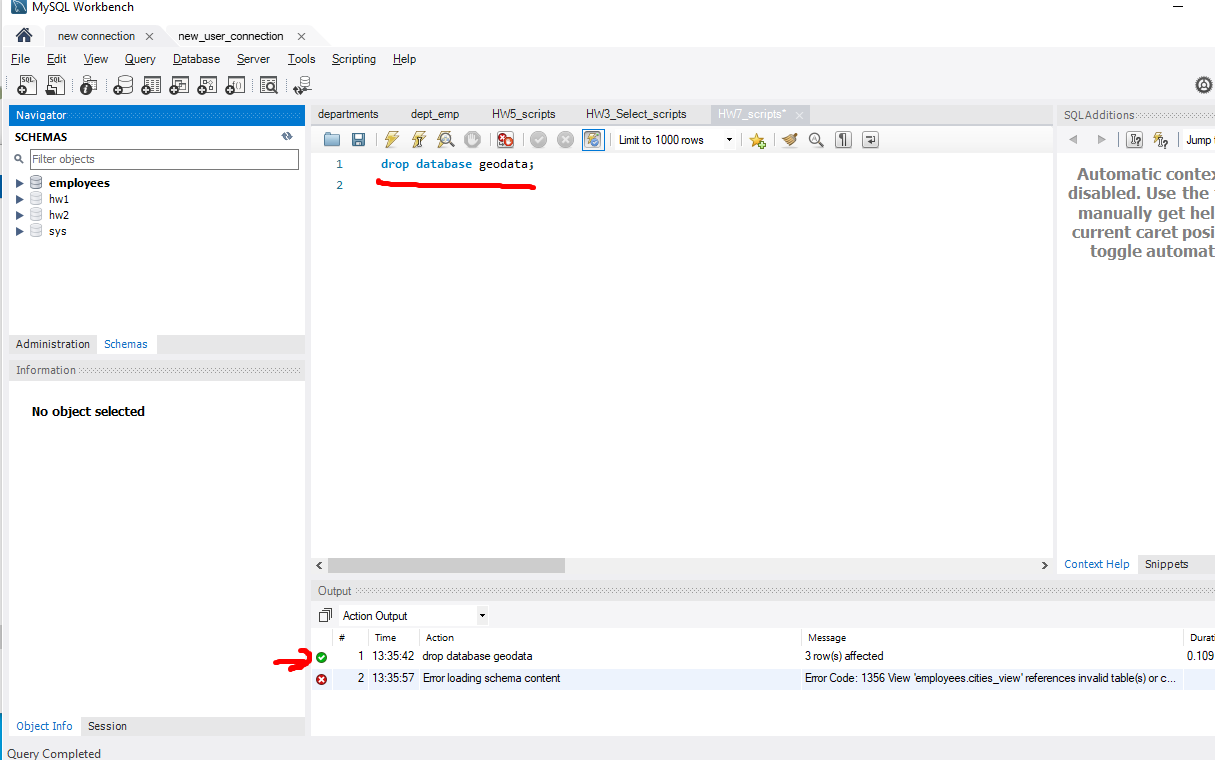 MySQL Workbench
new connection
new_user_connection
File Edit View Query Database Server Tools Scripting Help
Navigator
SCHEMAS
Filter objects
employees
hw1
hw2
sys
Administration Schemas
Information
No object selected
Object Info Session
Query Completed
departments dept_emp HW5_scripts HW3_Select_scripts HW7_scripts*
Limit to 1000 rows
1 drop database geodata;
2
SQLAdditions
Jump
Automatic contex
disabled. Use the
manually get hel
current caret posi
toggle automat
Context Help Snippets
Output
Action Output
# Time Action Message Durati
1 13:35:42 drop database geodata 3 row(s) affected 0.109
2 13:35:57 Error loading schema content Error Code: 1356 View 'employees.cities_view' references invalid table(s) or c...